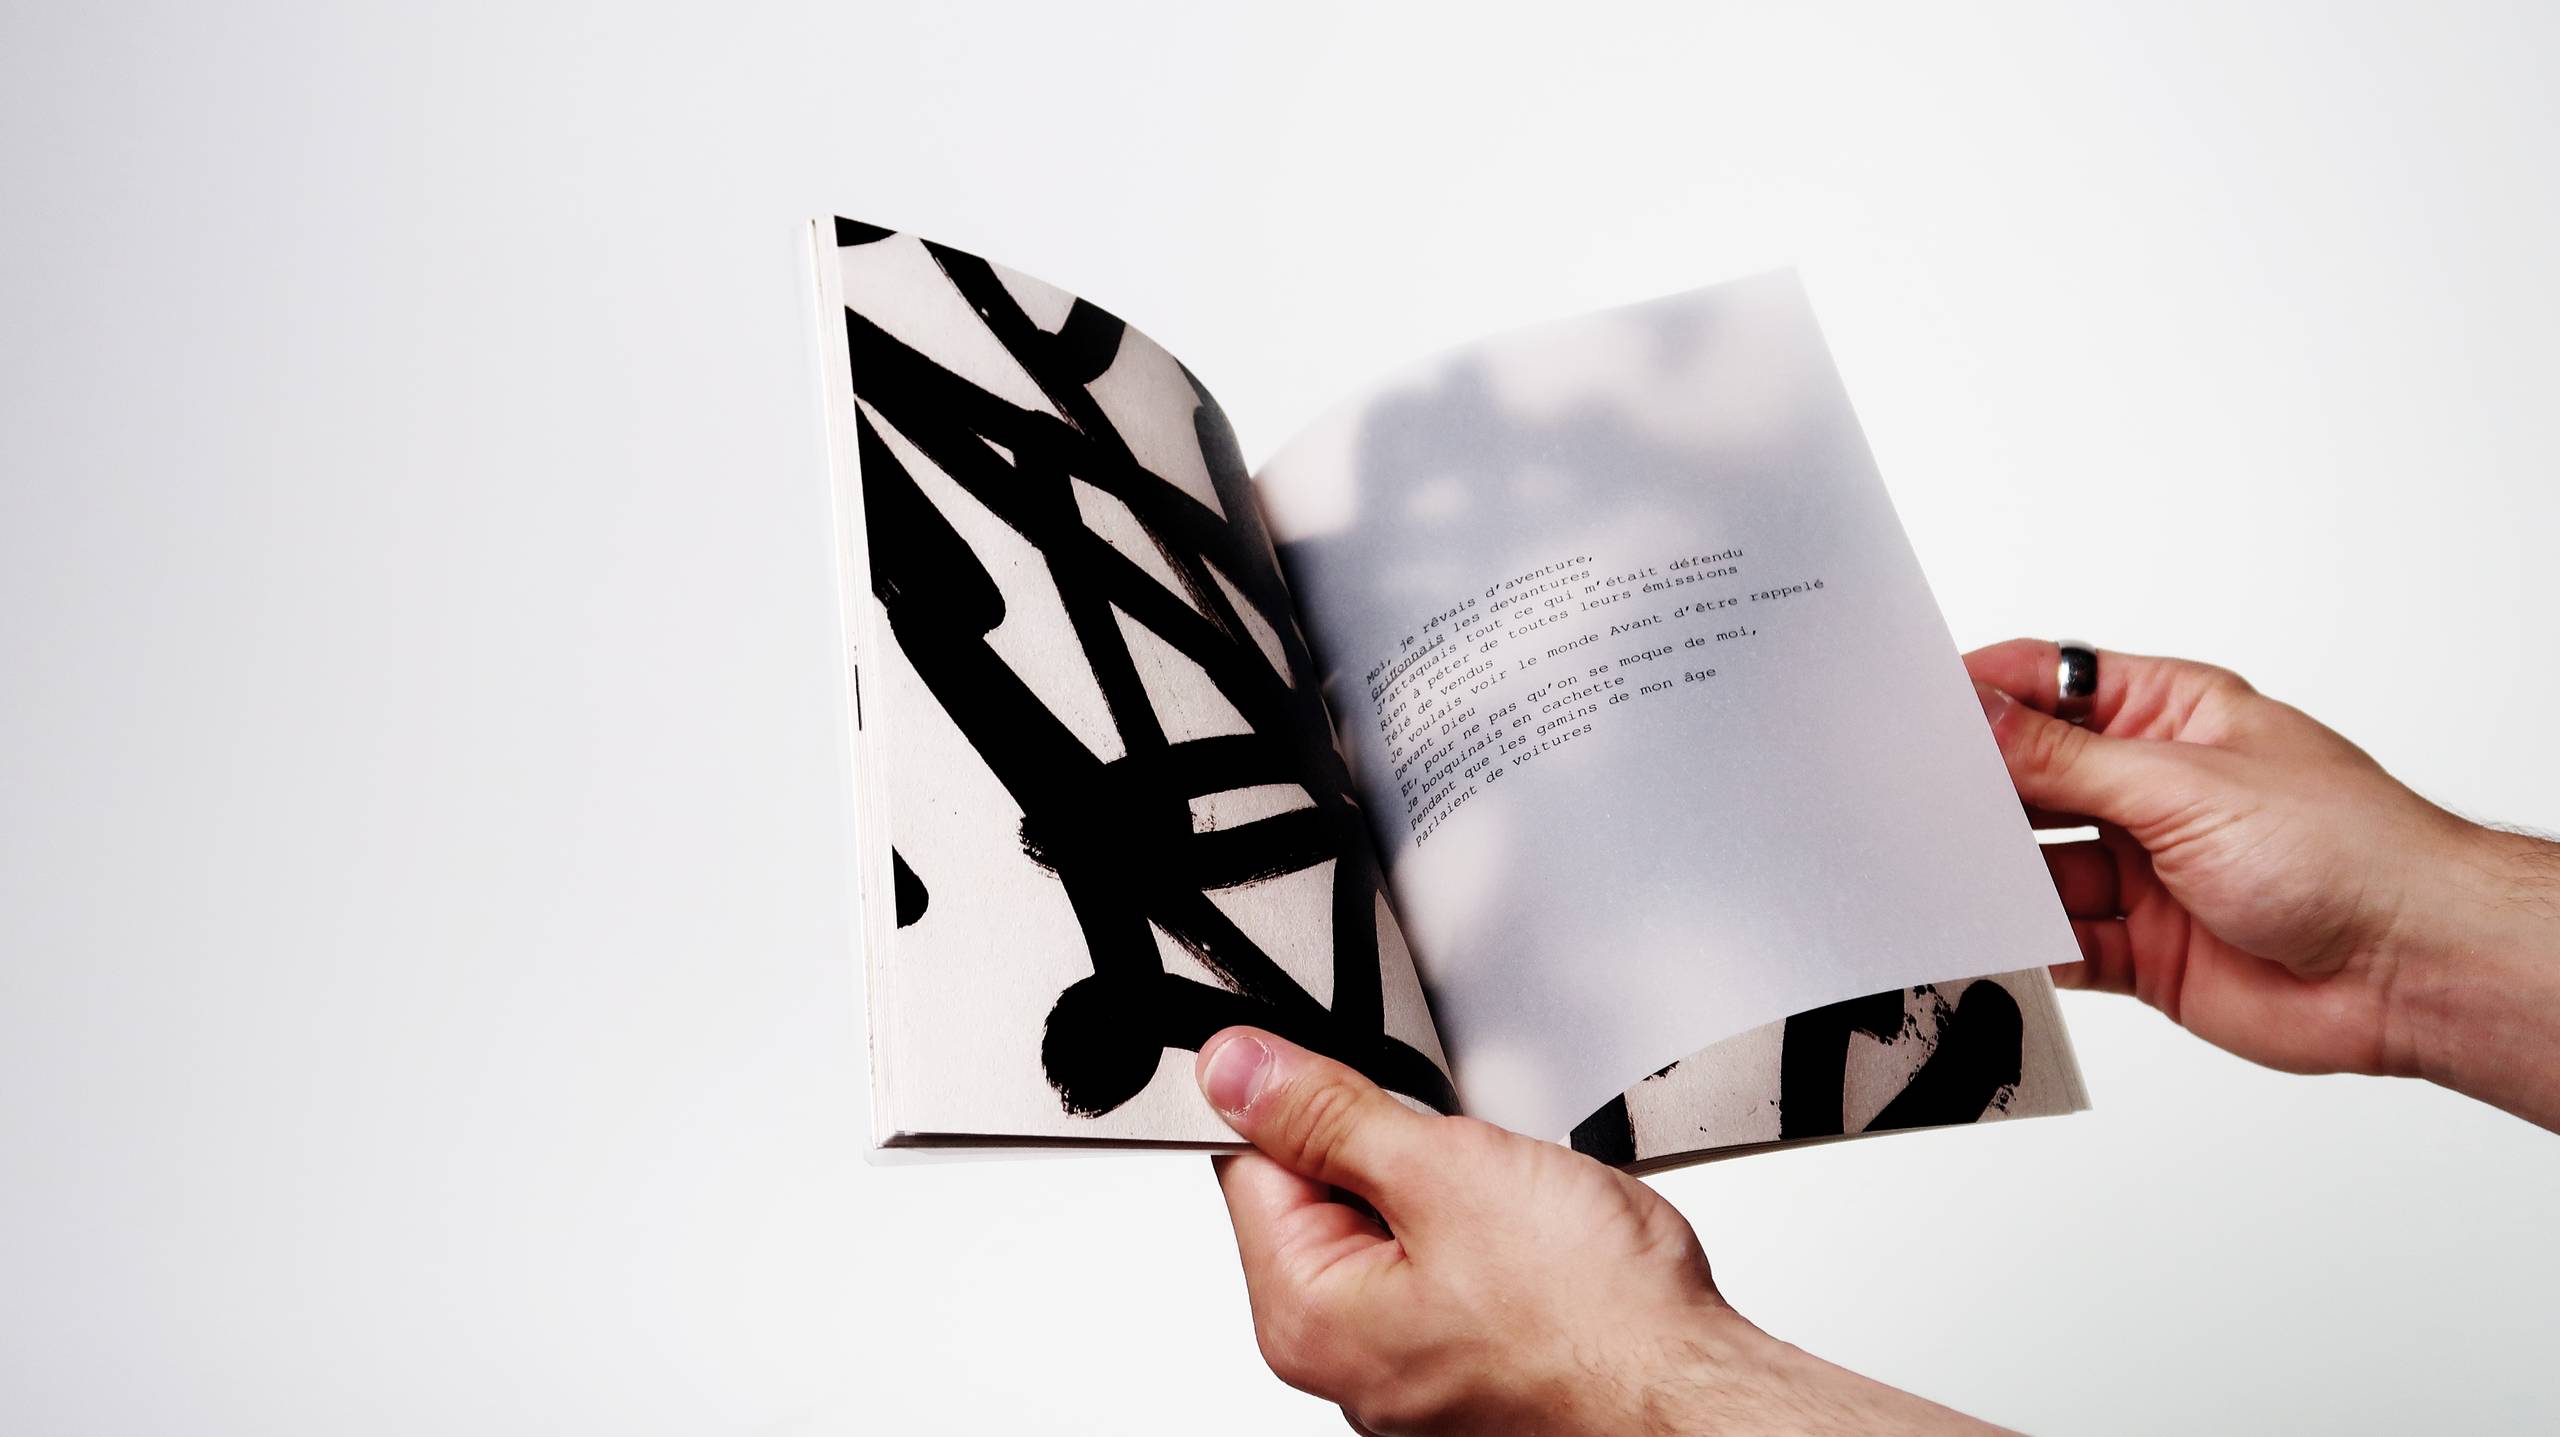 Moi, je rêvais d'aventure,
Griffonnais les devantures
J'attaquais tout ce qui m'était défendu
Rien à péter de toutes leurs émissions
Télé de vendus
Je voulais voir le monde Avant d'être rappelé
Devant Dieu
Et, pour ne pas qu'on se moque de moi,
Je bouquinais en cachette
Pendant que les gamins de mon âge
Parlaient de voitures